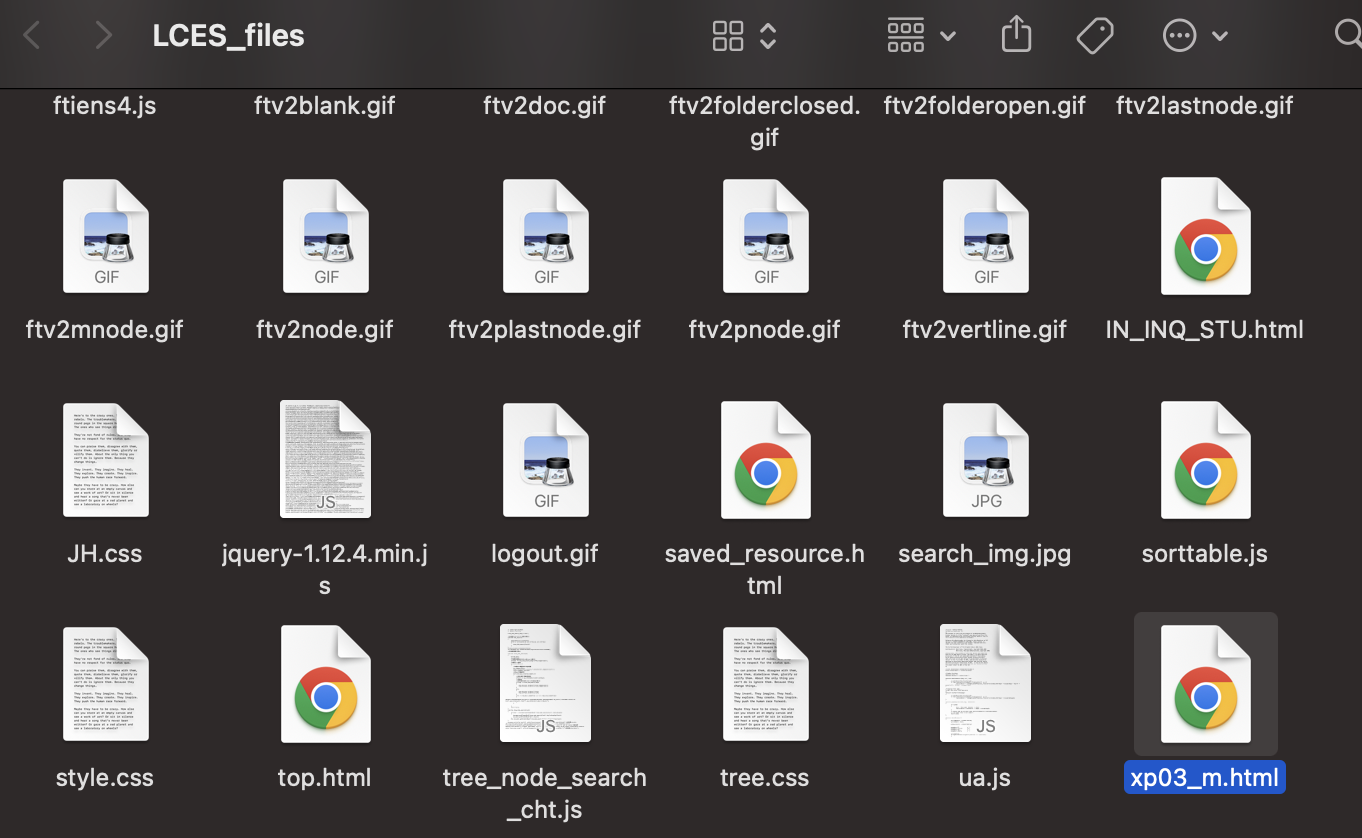 LCES_files
ftiens4.js
ftv2blank.gif
ftv2doc.gif
ftv2folderclosed.
gif
ftv2folderopen.gif
ftv2lastnode.gif
GIF
GIF
GIF
GIF
GIF
ftv2mnode.gif
ftv2node.gif
ftv2plastnode.gif
ftv2pnode.gif
ftv2vertline.gif
IN_INQ_STU.html
JS
GIF
JPG
JH.css
jquery-1.12.4.min.j
s
logout.gif
saved_resource.h
tml
search_img.jpg
sorttable.js
JS
JS
style.css
top.html
tree_node_search
_cht.js
tree.css
ua.js
xp03_m.html